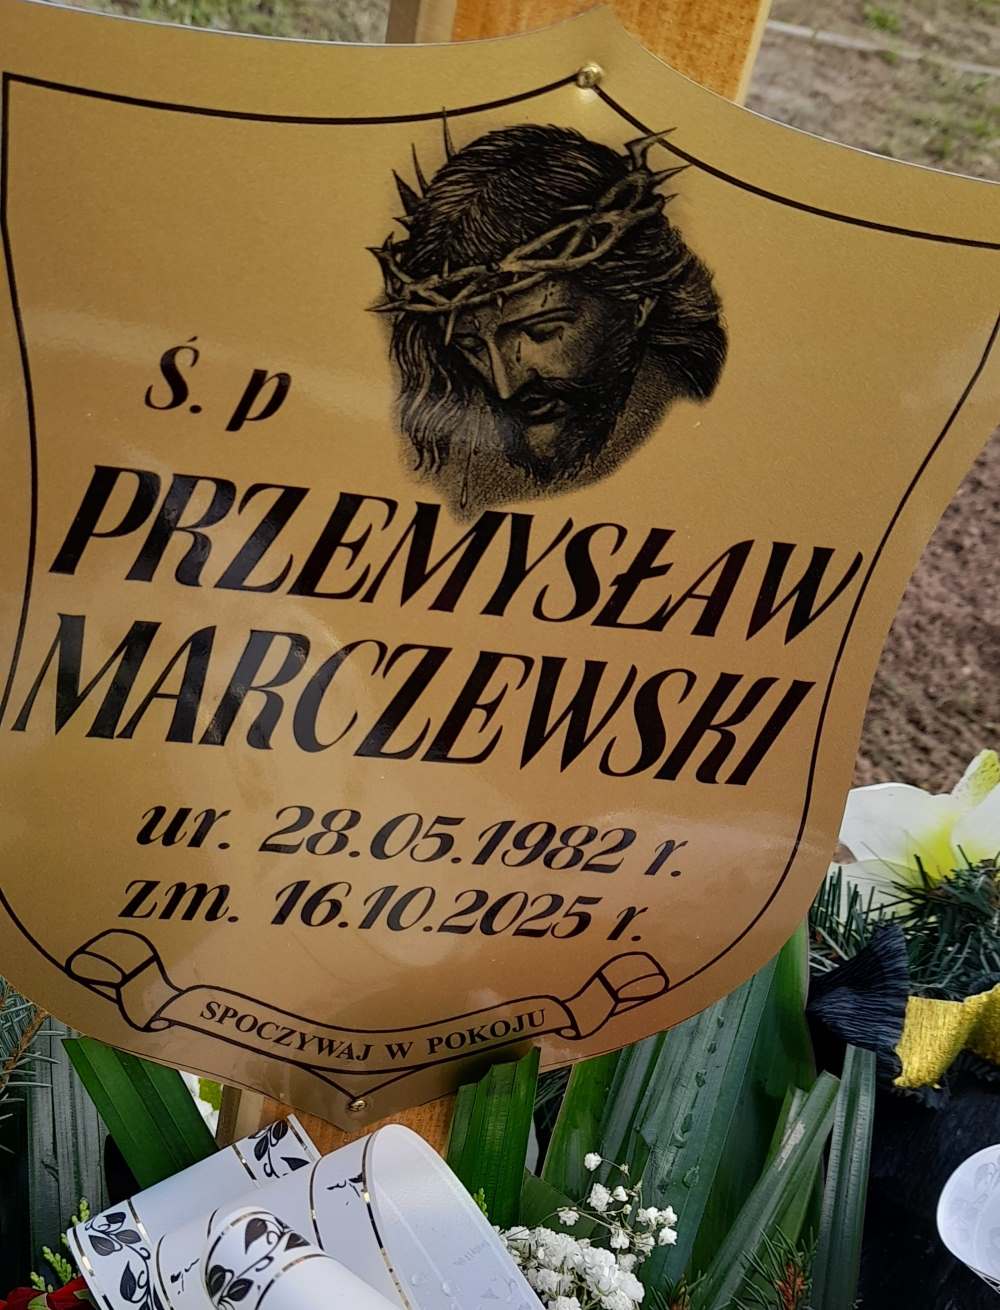 Ś. p
PRZEMYSŁAW
MARCZEWSKI
ur. 28.05.1982 r.
zm. 16.10.2025 r.
SPOCZYWAJ W POKOJU